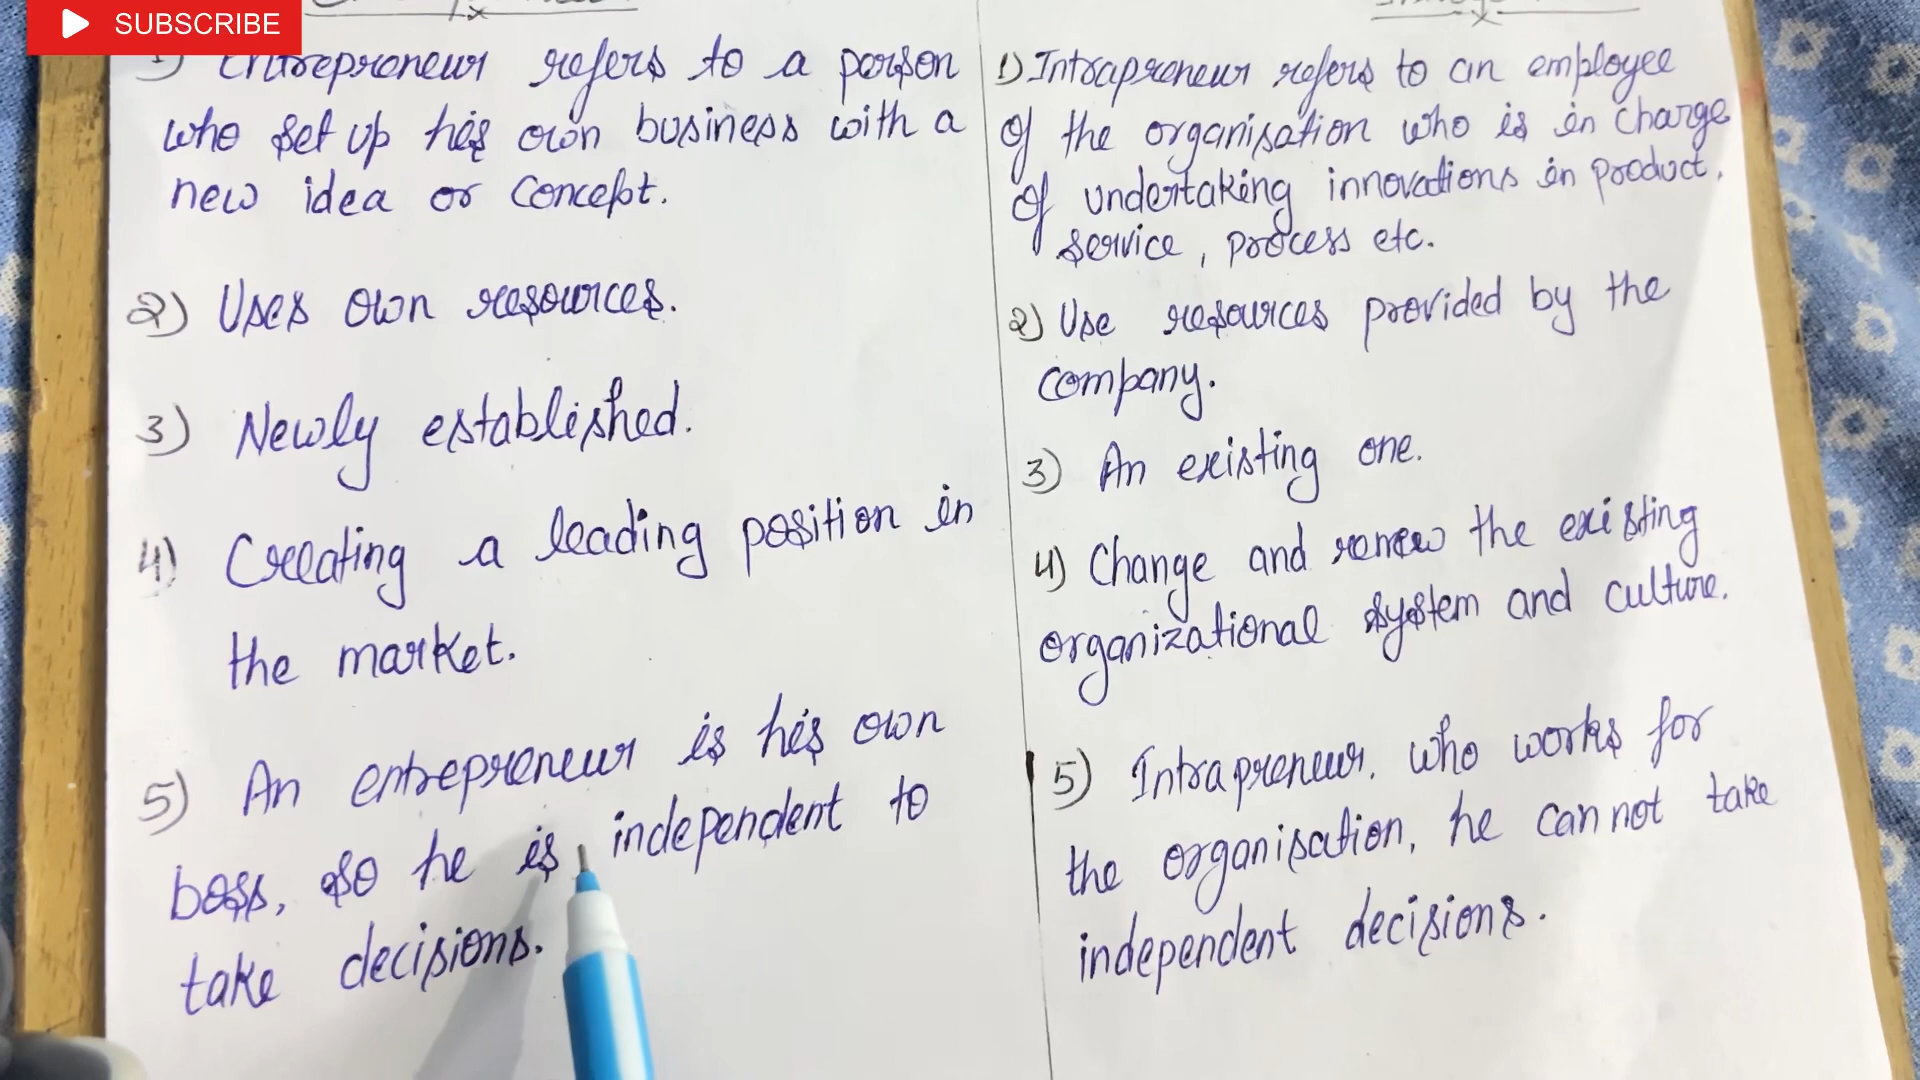 SUBSCRIBE
1) Entrepreneur refers to a person
who set up his own business with a
new idea or concept.
2) Uses own resources.
3) Newly established.
4) Creating a leading position in
the market.
5) An entrepreneur is his own
boss, so he is independent to
take decisions.
1) Intrapreneur refers to an employee
of the organisation who is in charge
of undertaking innovations in product,
service, process etc.
2) Use resources provided by the
company.
3) An existing one.
4) Change and renew the existing
organizational system and culture.
5) Intrapreneur. who works for
the organisation, he cannot take
independent decisions.